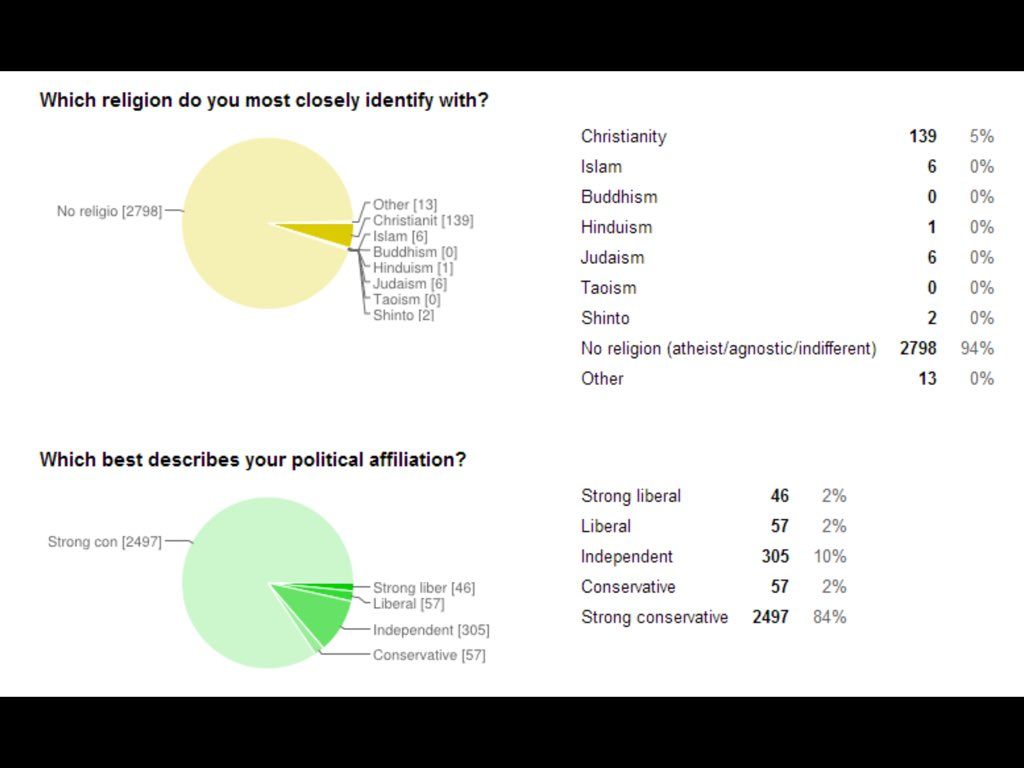 Which religion do you most closely identify with?
No religio [2798]
Other [13]
Christianit [139]
Islam [6]
Buddhism [0]
Hinduism [1]
Judaism [6]
Taoism [0]
Shinto [2]
Christianity 139 5%
Islam 6 0%
Buddhism 0 0%
Hinduism 1 0%
Judaism 6 0%
Taoism 0 0%
Shinto 2 0%
No religion (atheist/agnostic/indifferent) 2798 94%
Other 13 0%
Which best describes your political affiliation?
Strong con [2497]
Strong liber [46]
Liberal [57]
Independent [305]
Conservative [57]
Strong liberal 46 2%
Liberal 57 2%
Independent 305 10%
Conservative 57 2%
Strong conservative 2497 84%